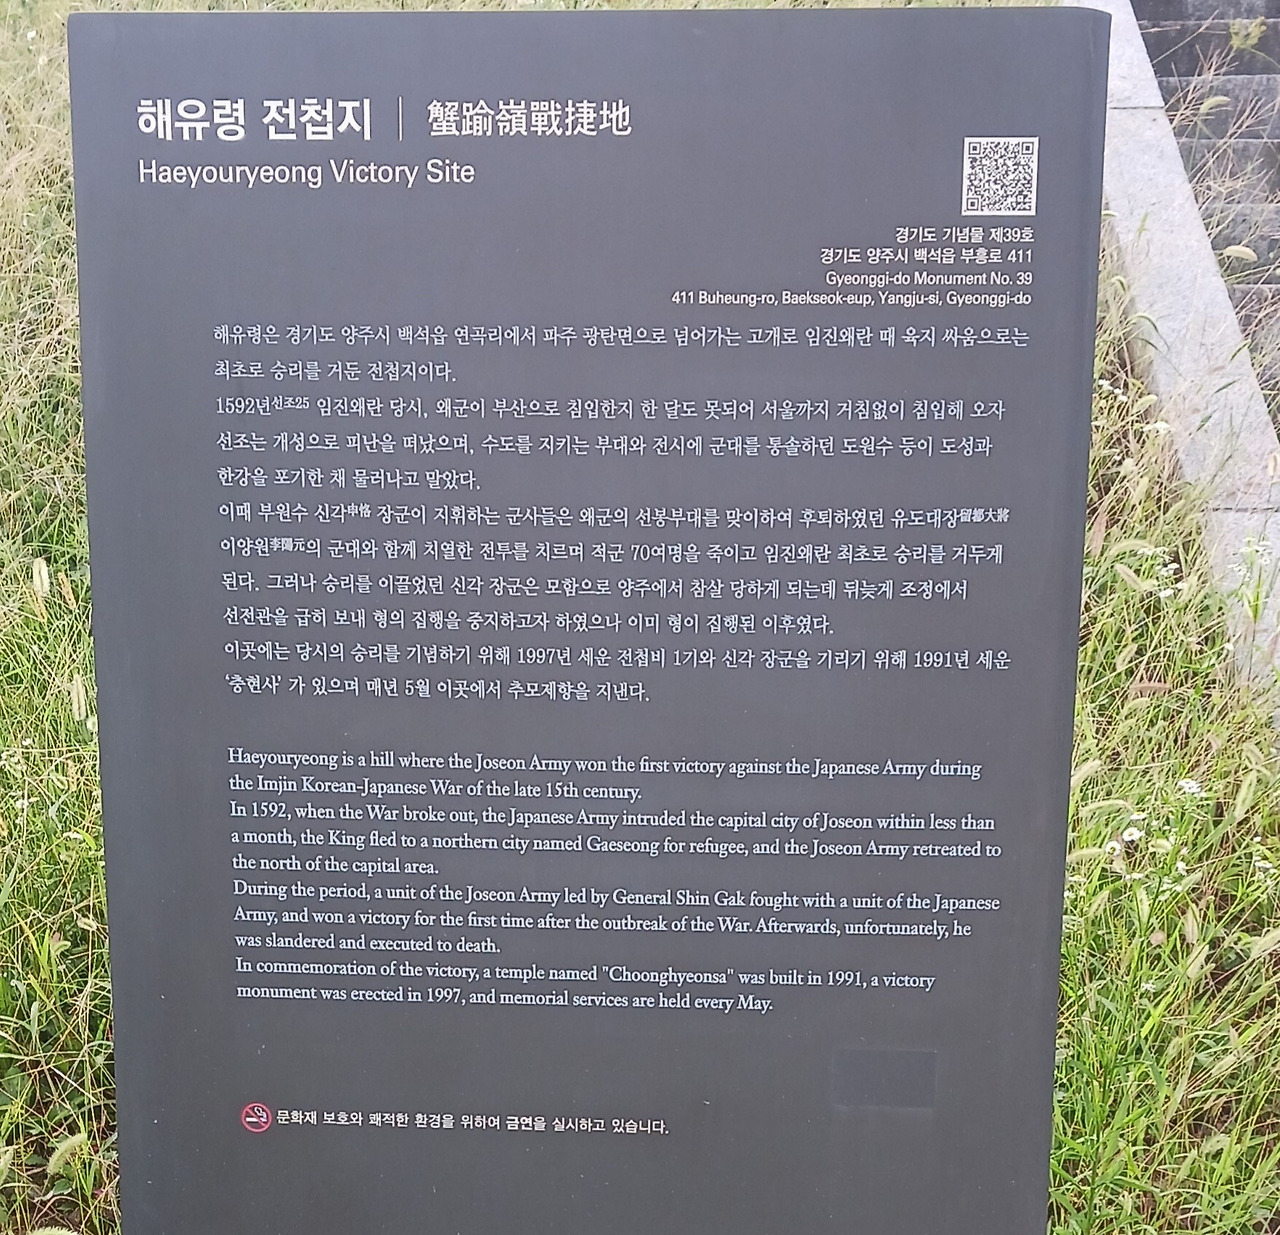 해유령 전첩지 | 蟹踰嶺戰捷地
Haeyouryeong Victory Site
경기도 기념물 제39호
경기도 양주시 백석읍 부흥로 411
Gyeonggi-do Monument No. 39
411 Buheung-ro, Baekseok-eup, Yangju-si, Gyeonggi-do
해유령은 경기도 양주시 백석읍 연곡리에서 파주 광탄면으로 넘어가는 고개로 임진왜란 때 육지 싸움으로는
최초로 승리를 거둔 전첩지이다.
1592년선조25 임진왜란 당시, 왜군이 부산으로 침입한지 한 달도 못되어 서울까지 거침없이 침입해 오자
선조는 개성으로 피난을 떠났으며, 수도를 지키는 부대와 전시에 군대를 통솔하던 도원수 등이 도성과
한강을 포기한 채 물러나고 말았다.
이때 부원수 신각申恪 장군이 지휘하는 군사들은 왜군의 선봉부대를 맞이하여 후퇴하였던 유도대장留都大將
이양원李陽元의 군대와 함께 치열한 전투를 치르며 적군 70여명을 죽이고 임진왜란 최초로 승리를 거두게
된다. 그러나 승리를 이끌었던 신각 장군은 모함으로 양주에서 참살 당하게 되는데 뒤늦게 조정에서
선전관을 급히 보내 형의 집행을 중지하고자 하였으나 이미 형이 집행된 이후였다.
이곳에는 당시의 승리를 기념하기 위해 1997년 세운 전첩비 1기와 신각 장군을 기리기 위해 1991년 세운
‘충현사’ 가 있으며 매년 5월 이곳에서 추모제향을 지낸다.
Haeyouryeong is a hill where the Joseon Army won the first victory against the Japanese Army during
the Imjin Korean-Japanese War of the late 15th century.
In 1592, when the War broke out, the Japanese Army intruded the capital city of Joseon within less than
a month, the King fled to a northern city named Gaeseong for refugee, and the Joseon Army retreated to
the north of the capital area.
During the period, a unit of the Joseon Army led by General Shin Gak fought with a unit of the Japanese
Army, and won a victory for the first time after the outbreak of the War. Afterwards, unfortunately, he
was slandered and executed to death.
In commemoration of the victory, a temple named "Choonghyeonsa" was built in 1991, a victory
monument was erected in 1997, and memorial services are held every May.
문화재 보호와 쾌적한 환경을 위하여 금연을 실시하고 있습니다.